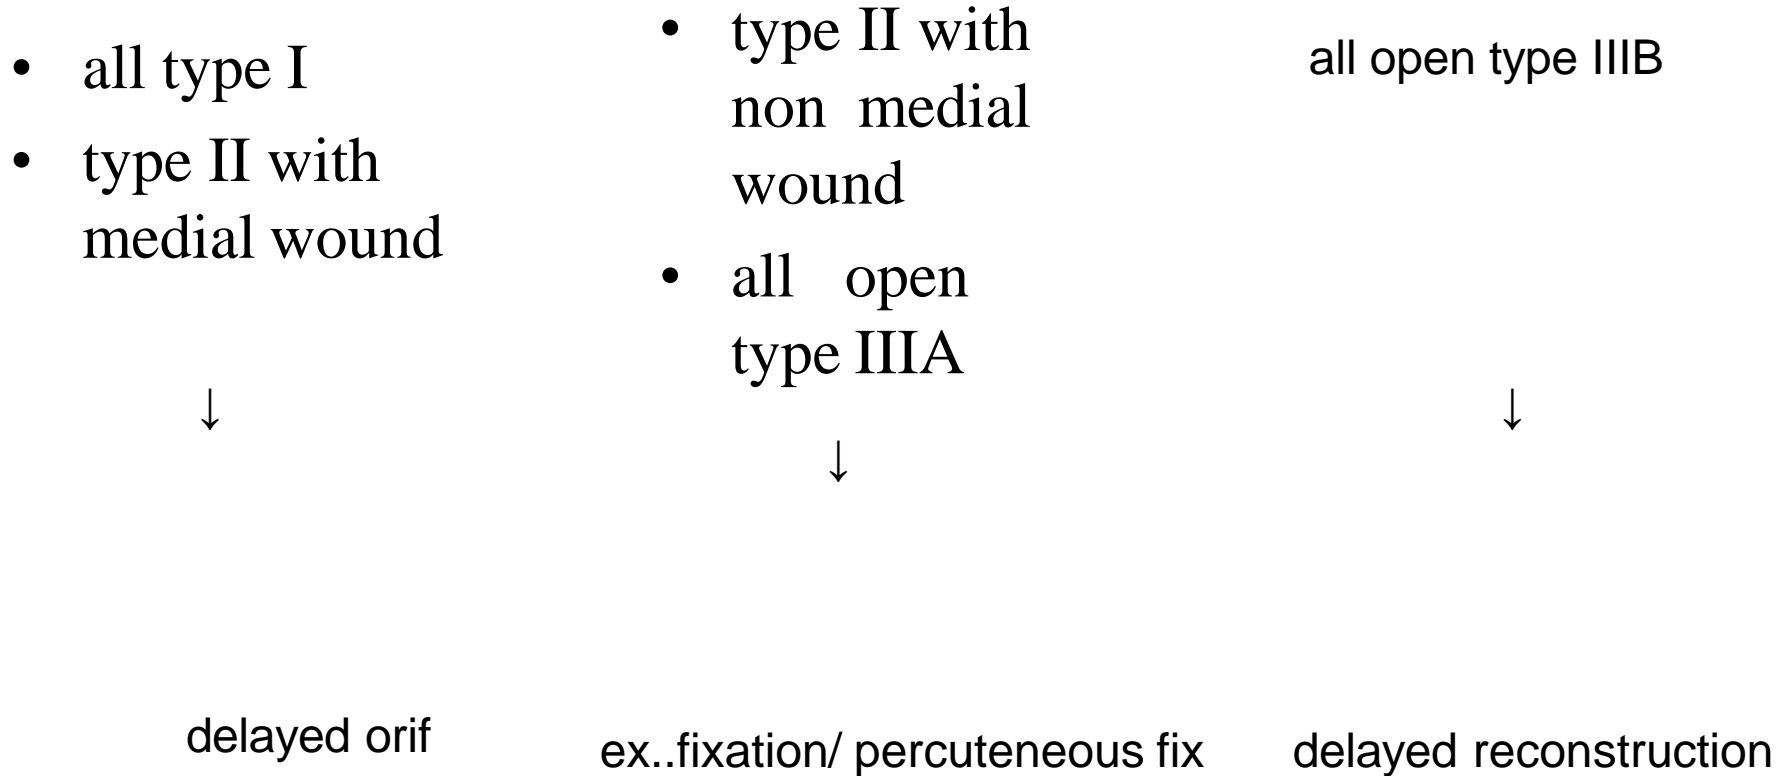 • all type I
• type II with
medial wound
↓
delayed orif
• type II with
non medial
wound
• all open
type IIIA
↓
ex..fixation/ percuteneous fix
all open type IIIB
↓
delayed reconstruction